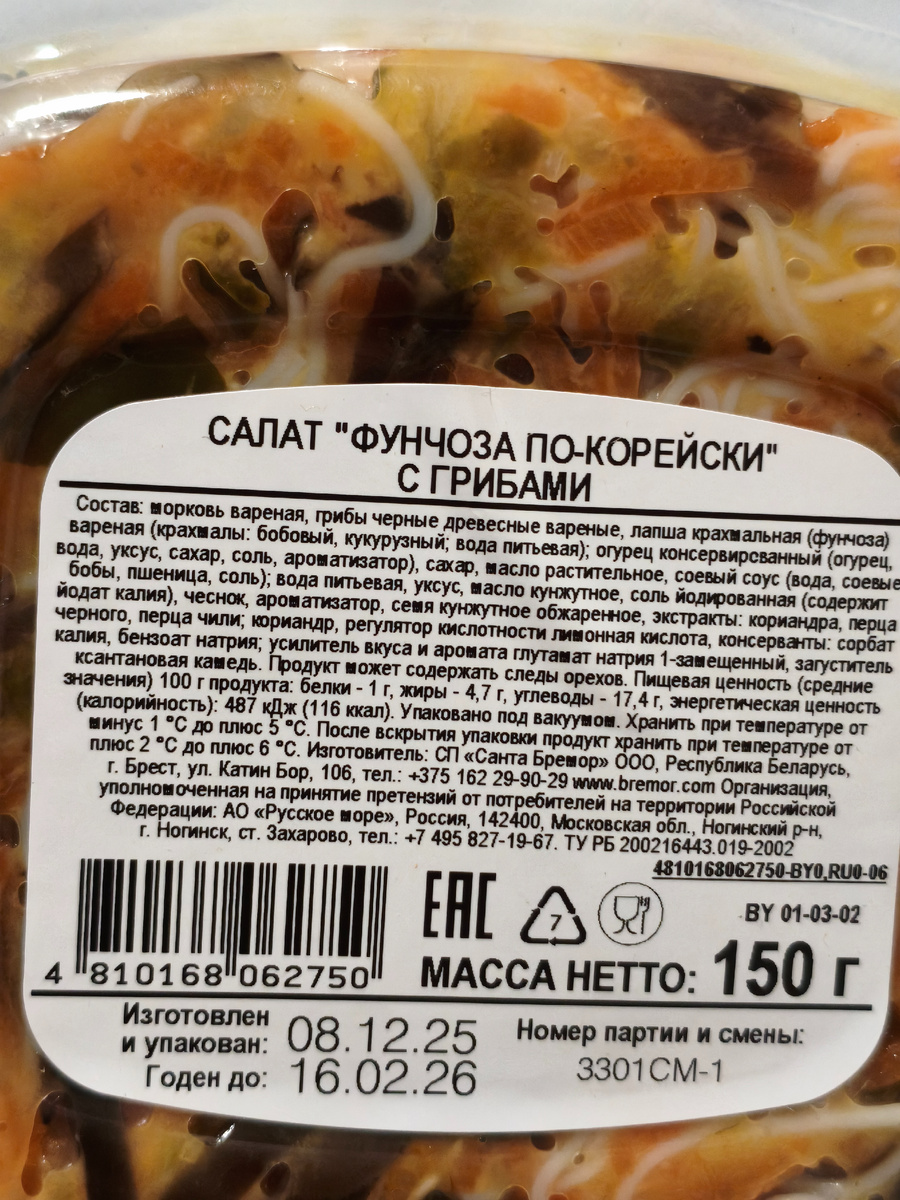 САЛАТ "ФУНЧОЗА ПО-КОРЕЙСКИ"
С ГРИБАМИ
Состав: морковь вареная, грибы черные древесные вареные, лапша крахмальная (фунчоза)
вареная (крахмалы: бобовый, кукурузный; вода питьевая); огурец консервированный (огурец,
вода, уксус, сахар, соль, ароматизатор), сахар, масло растительное, соевый соус (вода, соевые
бобы, пшеница, соль); вода питьевая, уксус, масло кунжутное, соль йодированная (содержит
йодат калия), чеснок, ароматизатор, семя кунжутное обжаренное, экстракты: кориандра, перца
черного, перца чили; кориандр, регулятор кислотности лимонная кислота, консерванты: сорбат
калия, бензоат натрия; усилитель вкуса и аромата глутамат натрия 1-замещенный, загуститель
ксантановая камедь. Продукт может содержать следы орехов. Пищевая ценность (средние
значения) 100 г продукта: белки - 1 г, жиры - 4,7 г, углеводы - 17,4 г, энергетическая ценность
(калорийность): 487 кДж (116 ккал). Упаковано под вакуумом. Хранить при температуре от
минус 1 °С до плюс 5 °С. После вскрытия упаковки продукт хранить при температуре от
плюс 2 °С до плюс 6 °С. Изготовитель: СП «Санта Бремор» ООО, Республика Беларусь,
г. Брест, ул. Катин Бор, 106, тел.: +375 162 29-90-29 www.bremor.com Организация,
уполномоченная на принятие претензий от потребителей на территории Российской
Федерации: АО «Русское море», Россия, 142400, Московская обл., Ногинский р-н,
г. Ногинск, ст. Захарово, тел.: +7 495 827-19-67. ТУ РБ 200216443.019-2002
4810168062750-BY0,RU0-06
EAC
7
BY 01-03-02
4 810168 062750
МАССА НЕТТО: 150 г
Изготовлен
и упакован: 08.12.25
Годен до: 16.02.26
Номер партии и смены:
3301СМ-1